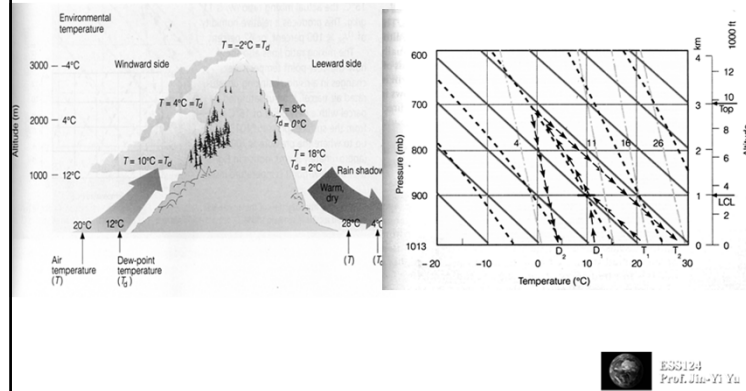 Environmental
temperature
T = –2°C = Td
3000 — –4°C
Windward side
Leeward side
T = 4°C = Td
T = 8°C
Td = 0°C
2000 — 4°C
T = 10°C = Td
T = 18°C
Td = 2°C
Rain shadow
1000 — 12°C
Warm,
dry
Altitude (m)
20°C
12°C
28°C
4°C
Air
temperature
(T)
Dew-point
temperature
(Td)
(T)
(Td
km
1000 ft
600
700
800
900
1013
Pressure (mb)
4
11
16
26
4
3
2
1
0
12
10
Top
8
6
4
LCL
2
0
D2
D1
T1
T2
–20
–10
0
10
20
30
Temperature (°C)
ESS124
Prof. Jin-Yi Yu